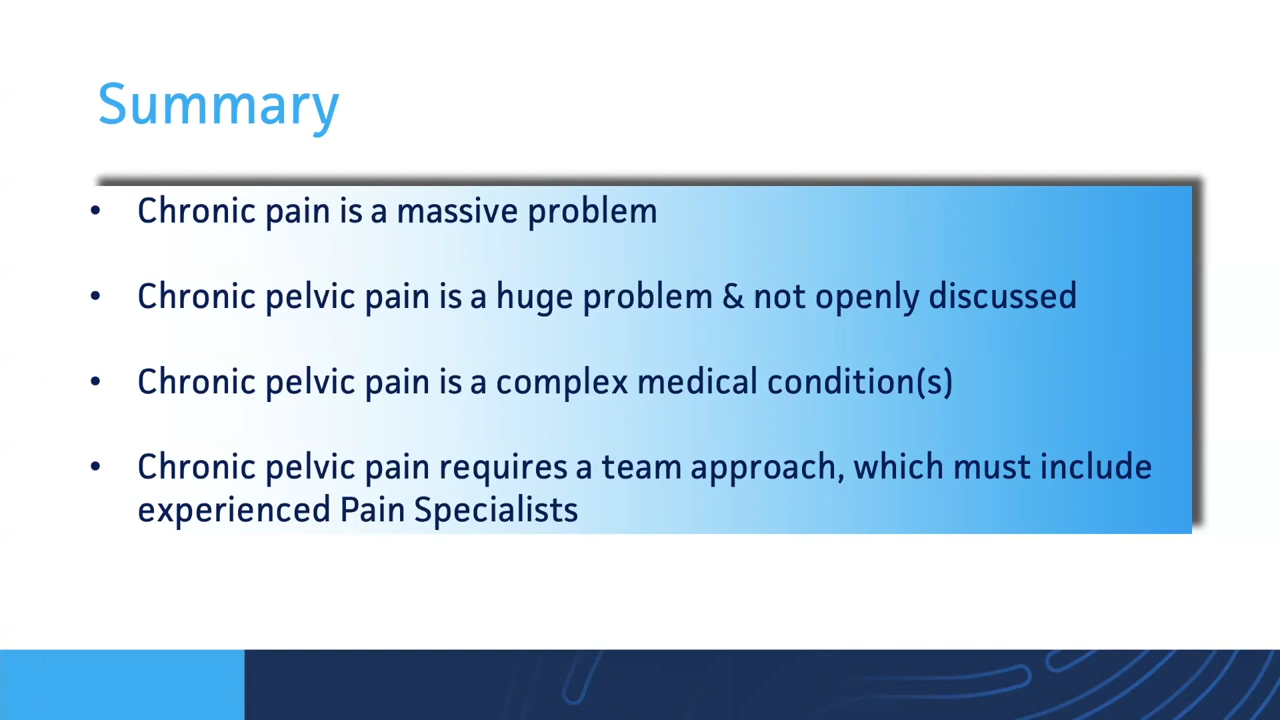 Summary
• Chronic pain is a massive problem
• Chronic pelvic pain is a huge problem & not openly discussed
• Chronic pelvic pain is a complex medical condition(s)
• Chronic pelvic pain requires a team approach, which must include
experienced Pain Specialists